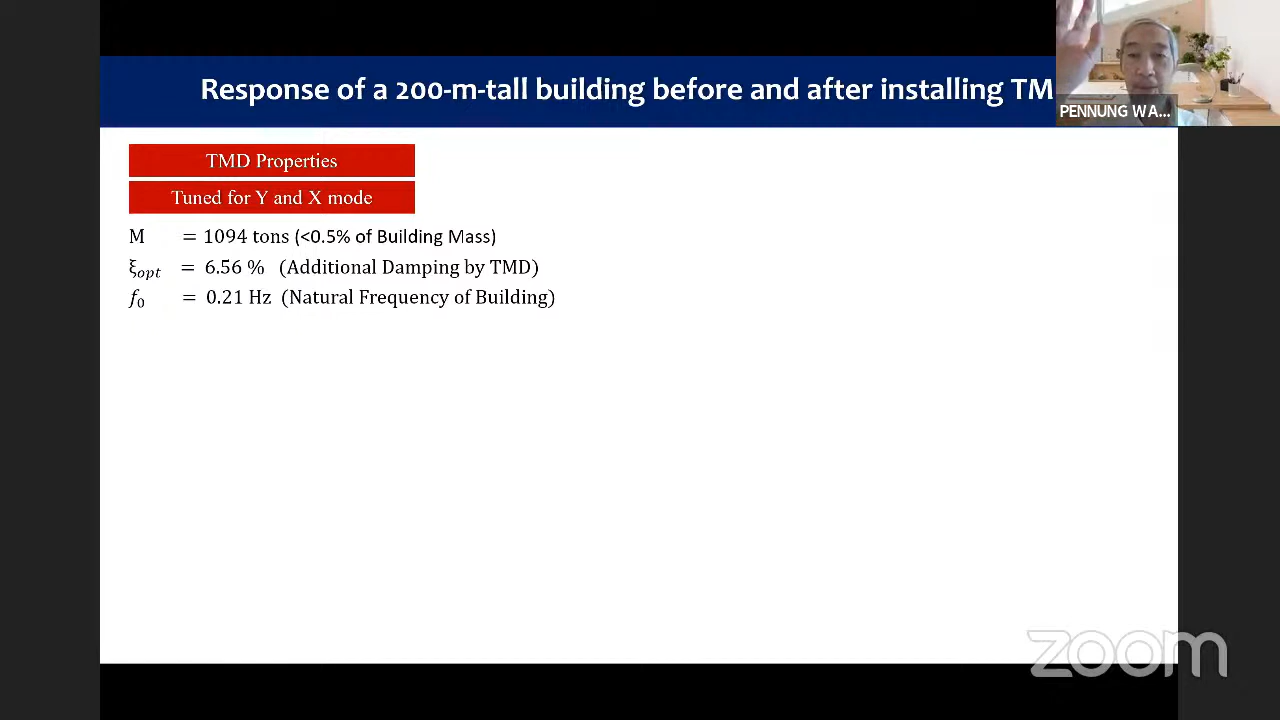 Response of a 200-m-tall building before and after installing TM
PENNUNG WA...
TMD Properties
Tuned for Y and X mode
M = 1094 tons (<0.5% of Building Mass)
ξopt = 6.56 % (Additional Damping by TMD)
f0 = 0.21 Hz (Natural Frequency of Building)
zoom